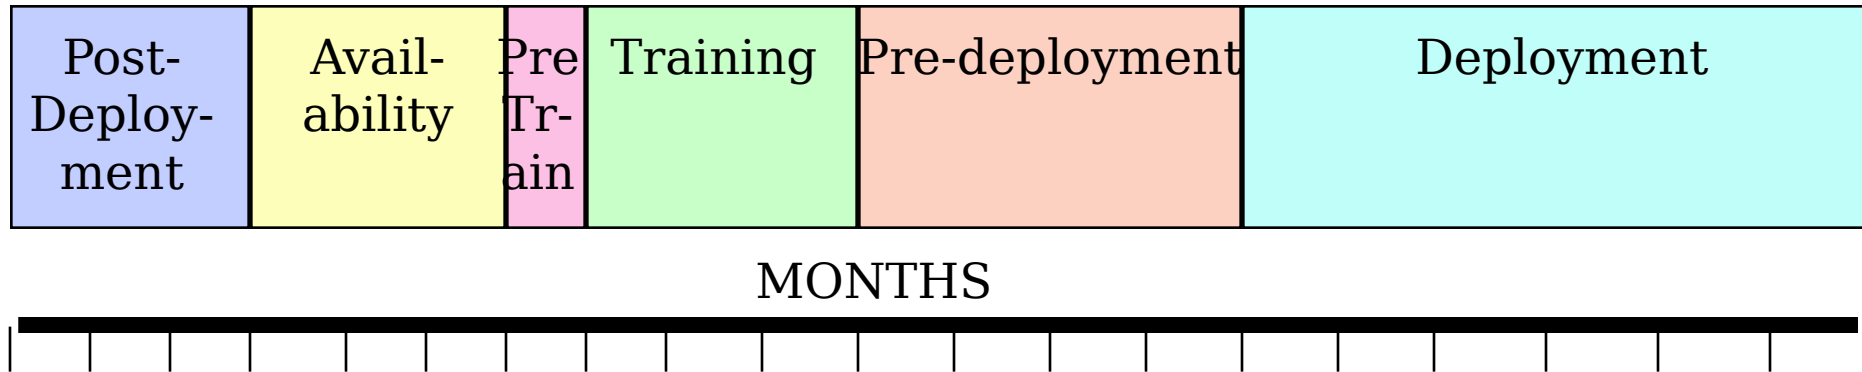 Post-
Deploy-
ment
Avail-
ability
Pre
Tr-
ain
Training
Pre-deployment
Deployment
MONTHS